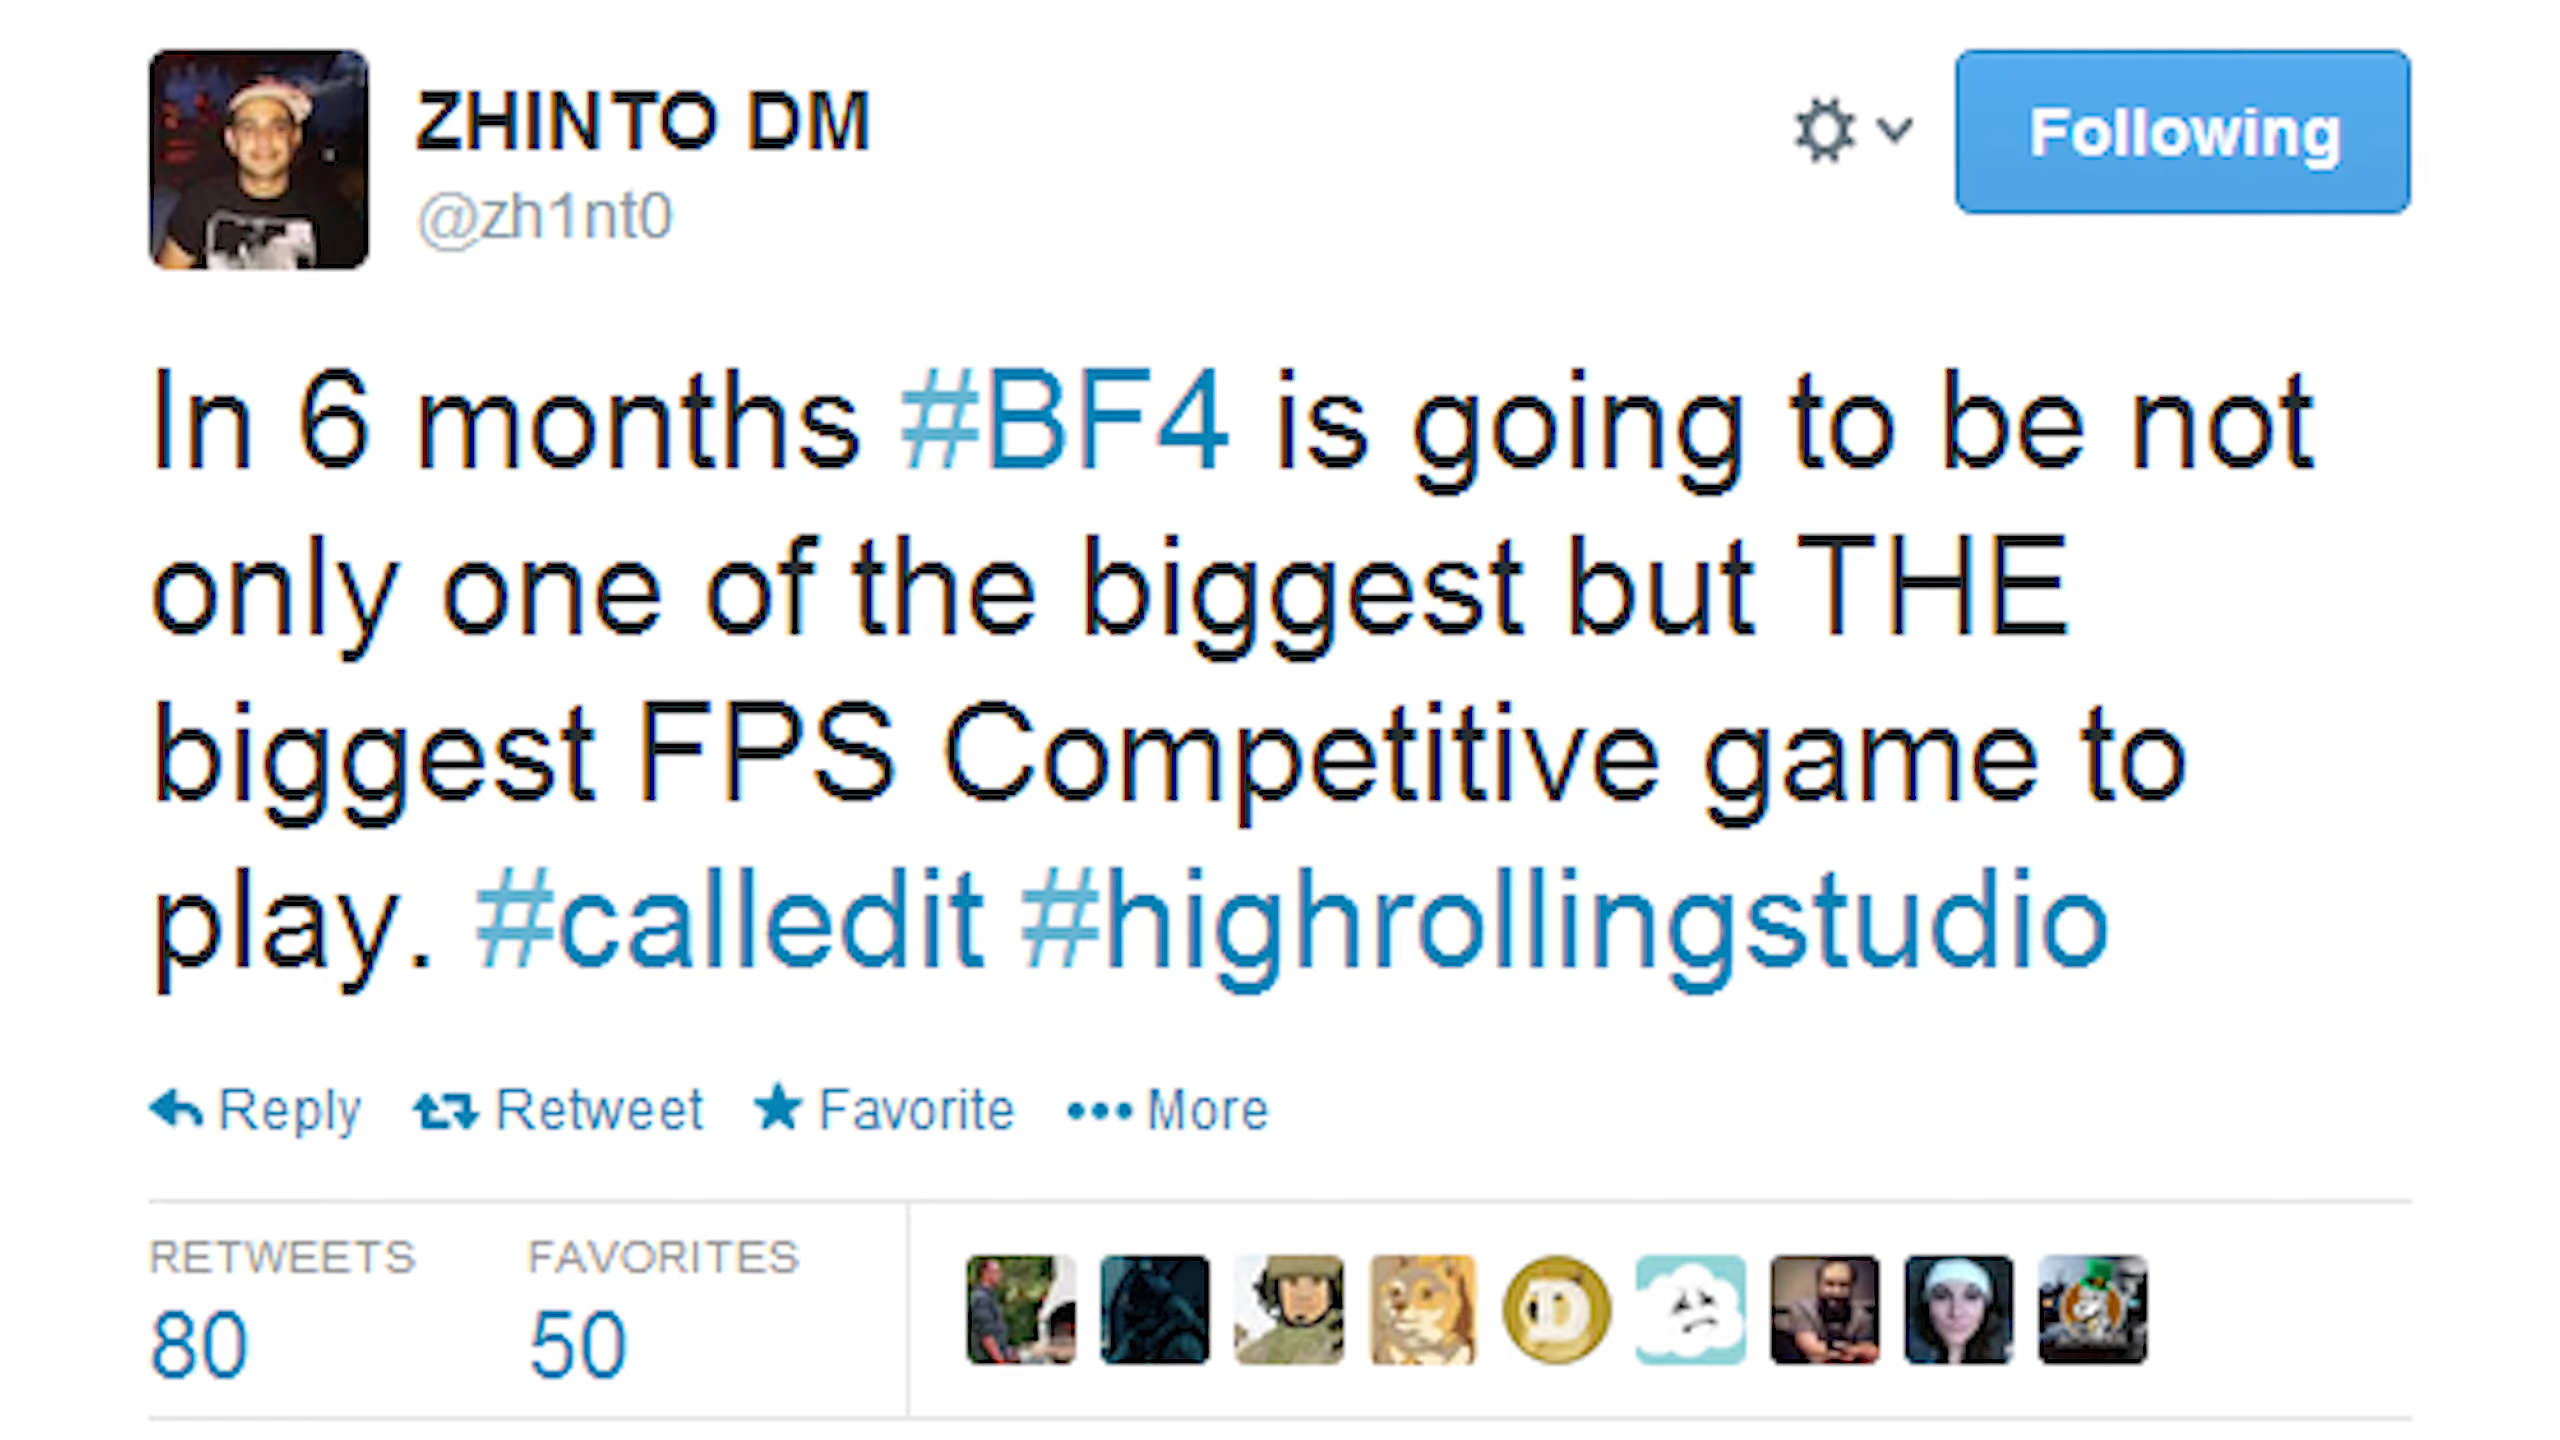 ZHINTO DM
@zh1nt0
Following
In 6 months #BF4 is going to be not
only one of the biggest but THE
biggest FPS Competitive game to
play. #calledit #highrollingstudio
Reply Retweet Favorite More
RETWEETS FAVORITES
80 50